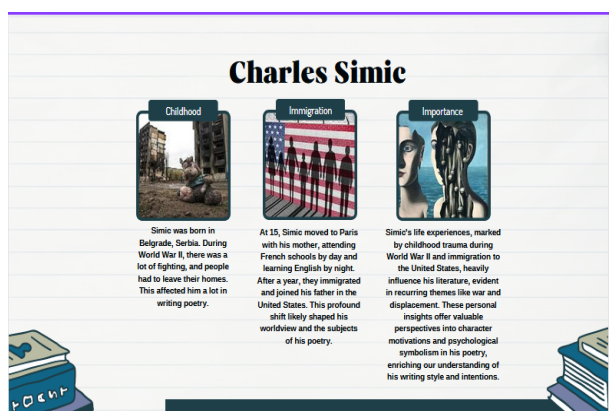 Charles Simic
Childhood
Immigration
Importance
Simic was born in
Belgrade, Serbia. During
World War II, there was a
lot of fighting, and people
had to leave their homes.
This affected him a lot in
writing poetry.
At 15, Simic moved to Paris
with his mother, attending
French schools by day and
learning English by night.
After a year, they immigrated
and joined his father in the
United States. This profound
shift likely shaped his
worldview and the subjects
of his poetry.
Simic's life experiences, marked
by childhood trauma during
World War II and immigration to
the United States, heavily
influence his literature, evident
in recurring themes like war and
displacement. These personal
insights offer valuable
perspectives into character
motivations and psychological
symbolism in his poetry,
enriching our understanding of
his writing style and intentions.